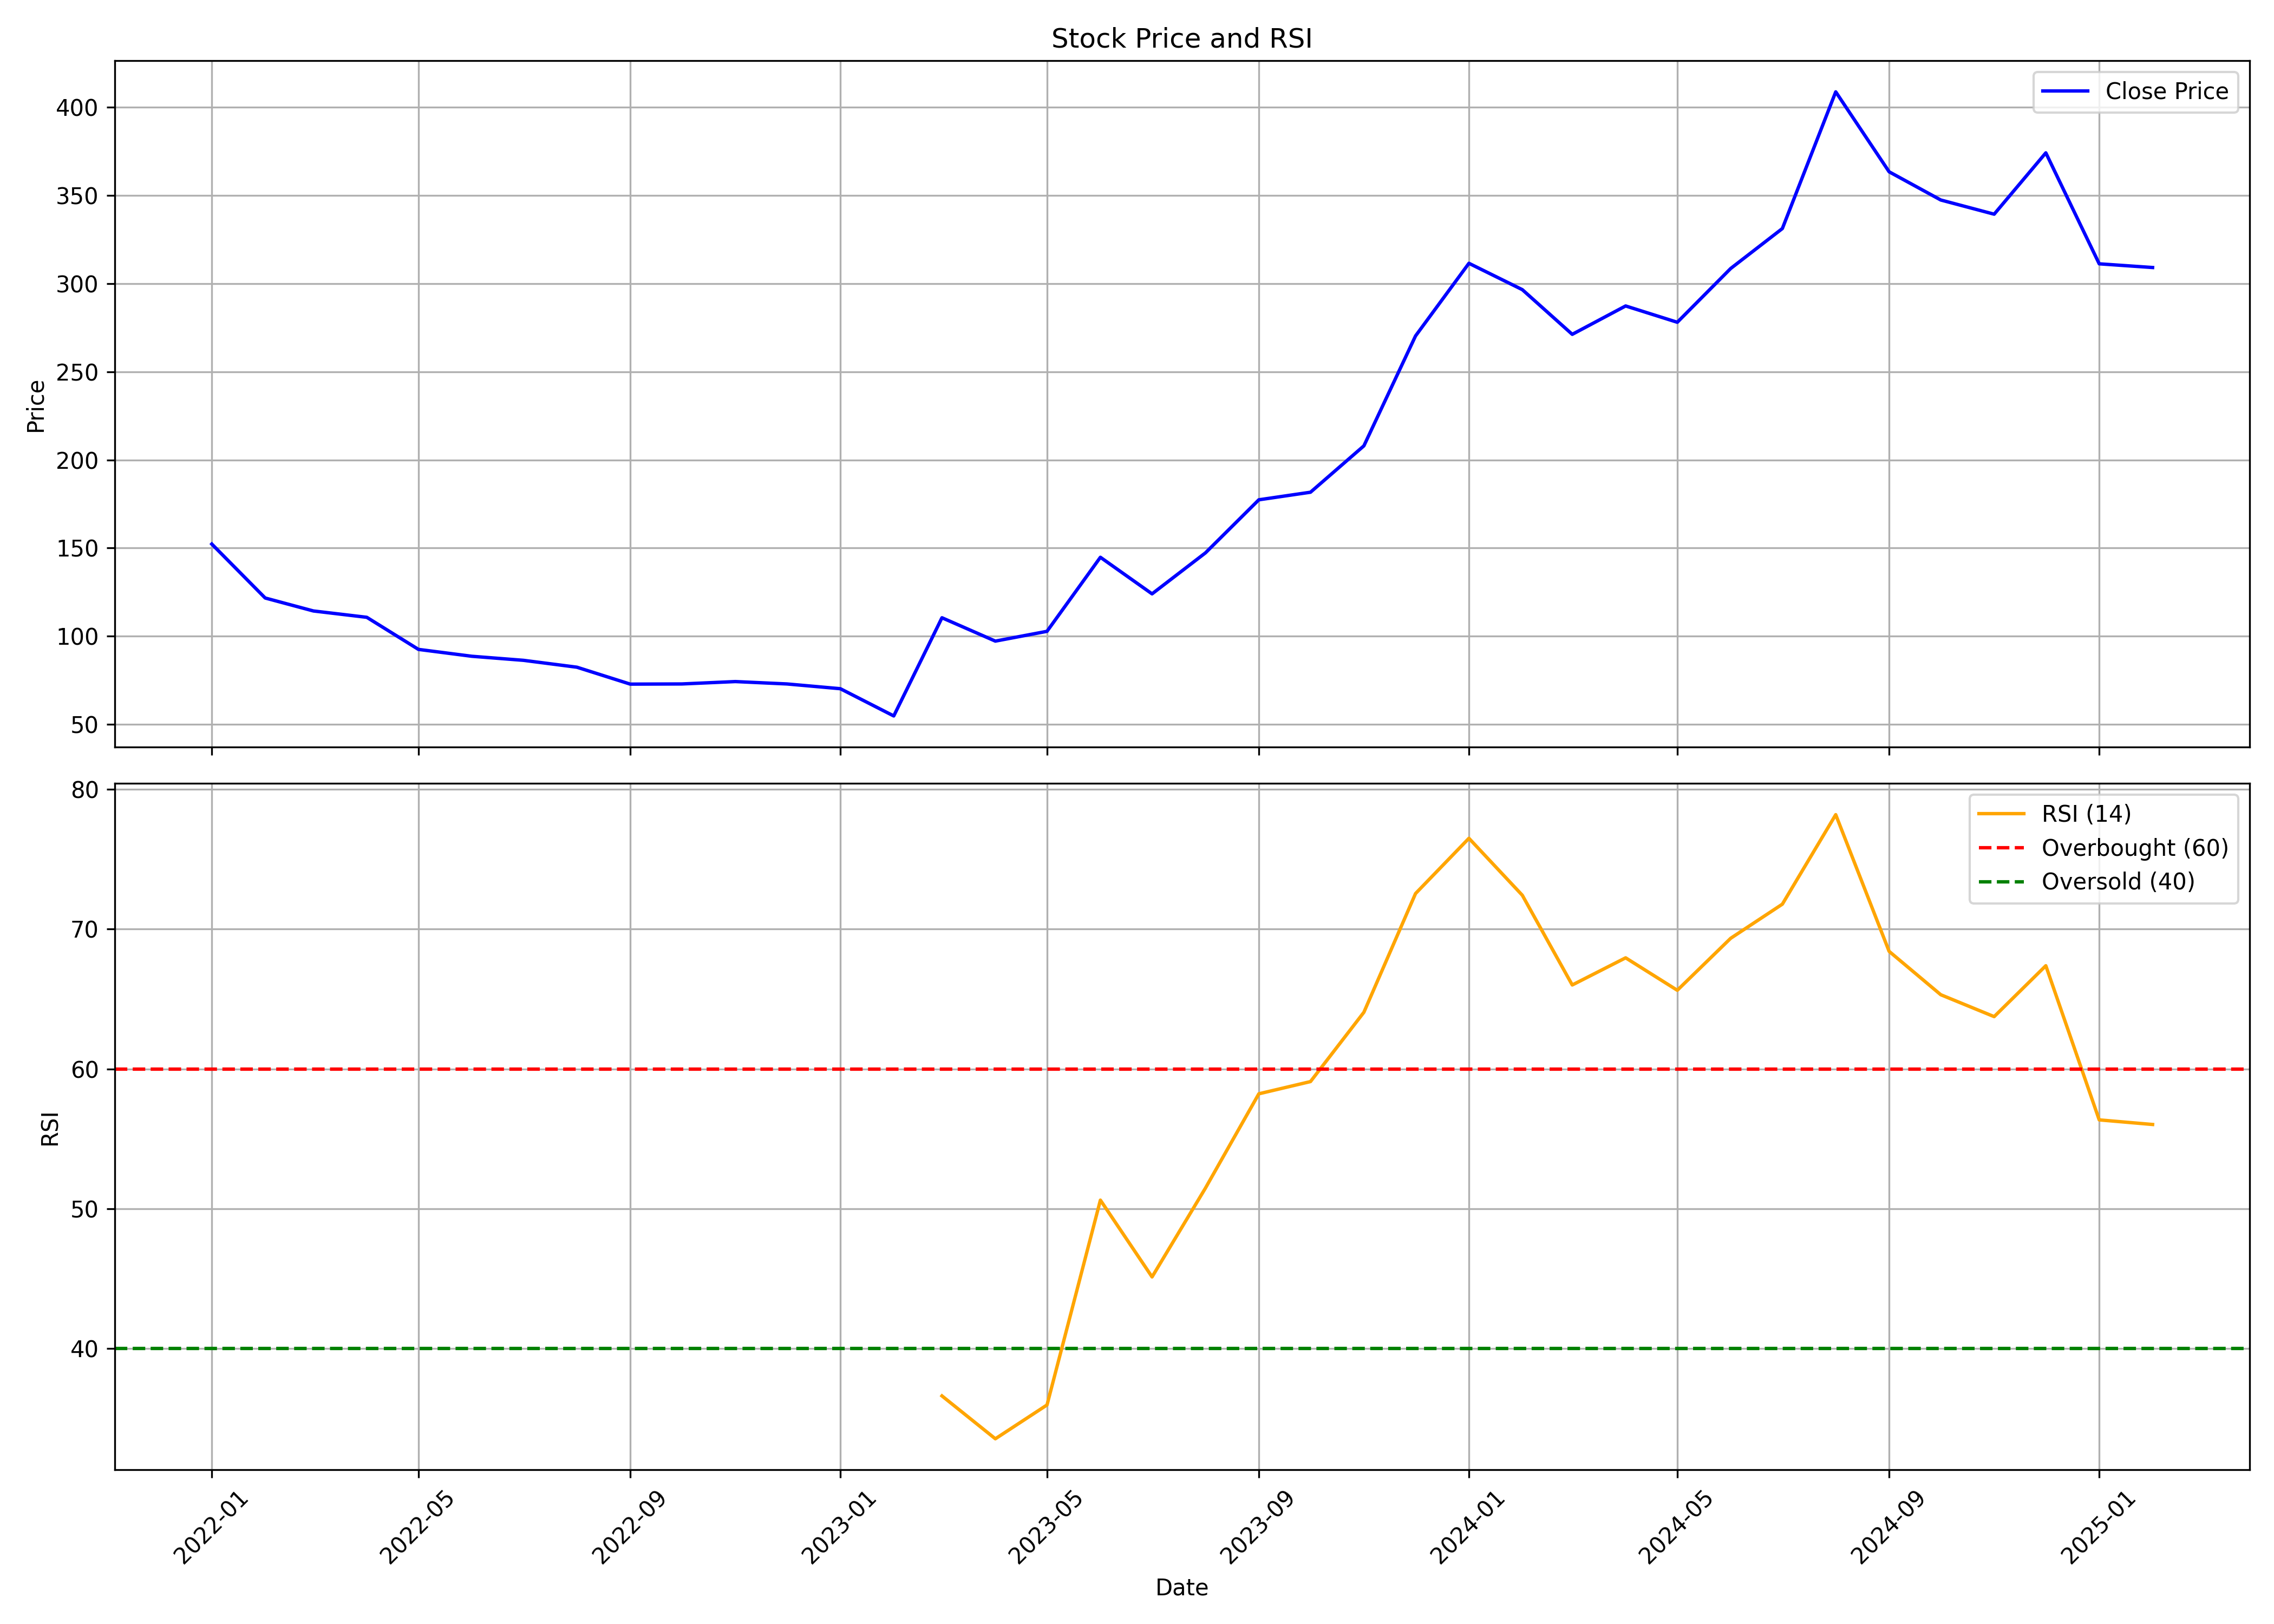 Stock Price and RSI
Close Price
400
350
300
250
200
150
100
50
Price
RSI (14)
Overbought (60)
Oversold (40)
80
70
60
50
40
RSI
2022-01
2022-05
2022-09
2023-01
2023-05
2023-09
2024-01
2024-05
2024-09
2025-01
Date